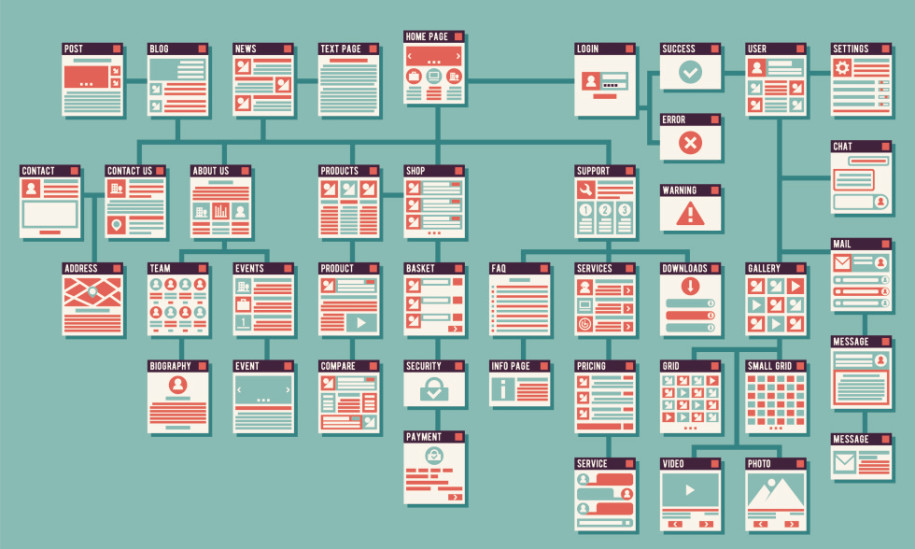 HOME PAGE
POST
BLOG
NEWS
TEXT PAGE
LOGIN
SUCCESS
USER
SETTINGS
ERROR
CHAT
CONTACT
CONTACT US
ABOUT US
PRODUCTS
SHOP
SUPPORT
1 2 3
WARNING
MAIL
ADDRESS
TEAM
EVENTS
1
PRODUCT
BASKET
FAQ
SERVICES
DOWNLOADS
GALLERY
MESSAGE
BIOGRAPHY
EVENT
COMPARE
SECURITY
INFO PAGE
i
PRICING
GRID
SMALL GRID
PAYMENT
MESSAGE
SERVICE
VIDEO
PHOTO